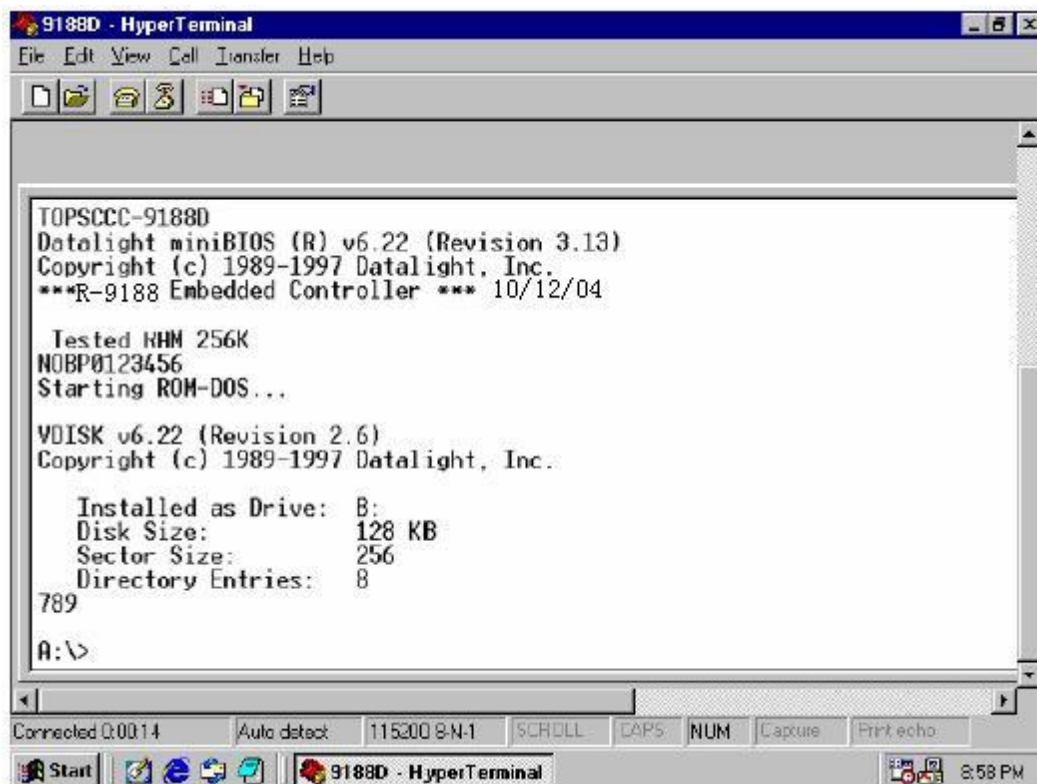 9188D - HyperTerminal
File Edit View Call Transfer Help
TOPSCCC-9188D
Datalight miniBIOS (R) v6.22 (Revision 3.13)
Copyright (c) 1989-1997 Datalight, Inc.
***R-9188 Embedded Controller *** 10/12/04
Tested RHM 256K
NOBP0123456
Starting ROM-DOS...
VDISK v6.22 (Revision 2.6)
Copyright (c) 1989-1997 Datalight, Inc.
Installed as Drive: B:
Disk Size: 128 KB
Sector Size: 256
Directory Entries: 8
789
A:\>
Connected 0:00:14 Auto detect 115200 8-N-1 SCROLL CAPS NUM Capture Print echo
Start 9188D - HyperTerminal 8:58 PM